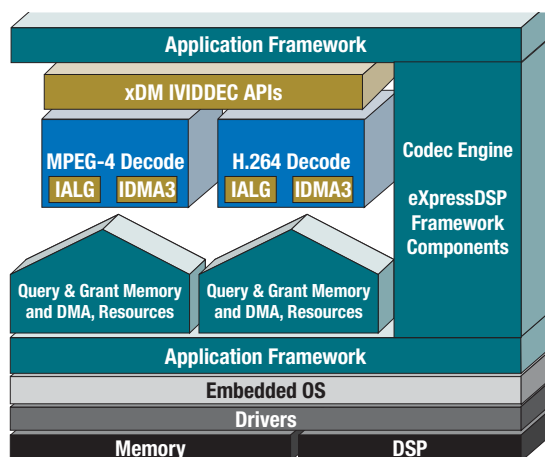 Application Framework
xDM IVIDDEC APIs
MPEG-4 Decode
IALG IDMA3
H.264 Decode
IALG IDMA3
Codec Engine
eXpressDSP
Framework
Components
Query & Grant Memory
and DMA, Resources
Query & Grant Memory
and DMA, Resources
Application Framework
Embedded OS
Drivers
Memory
DSP